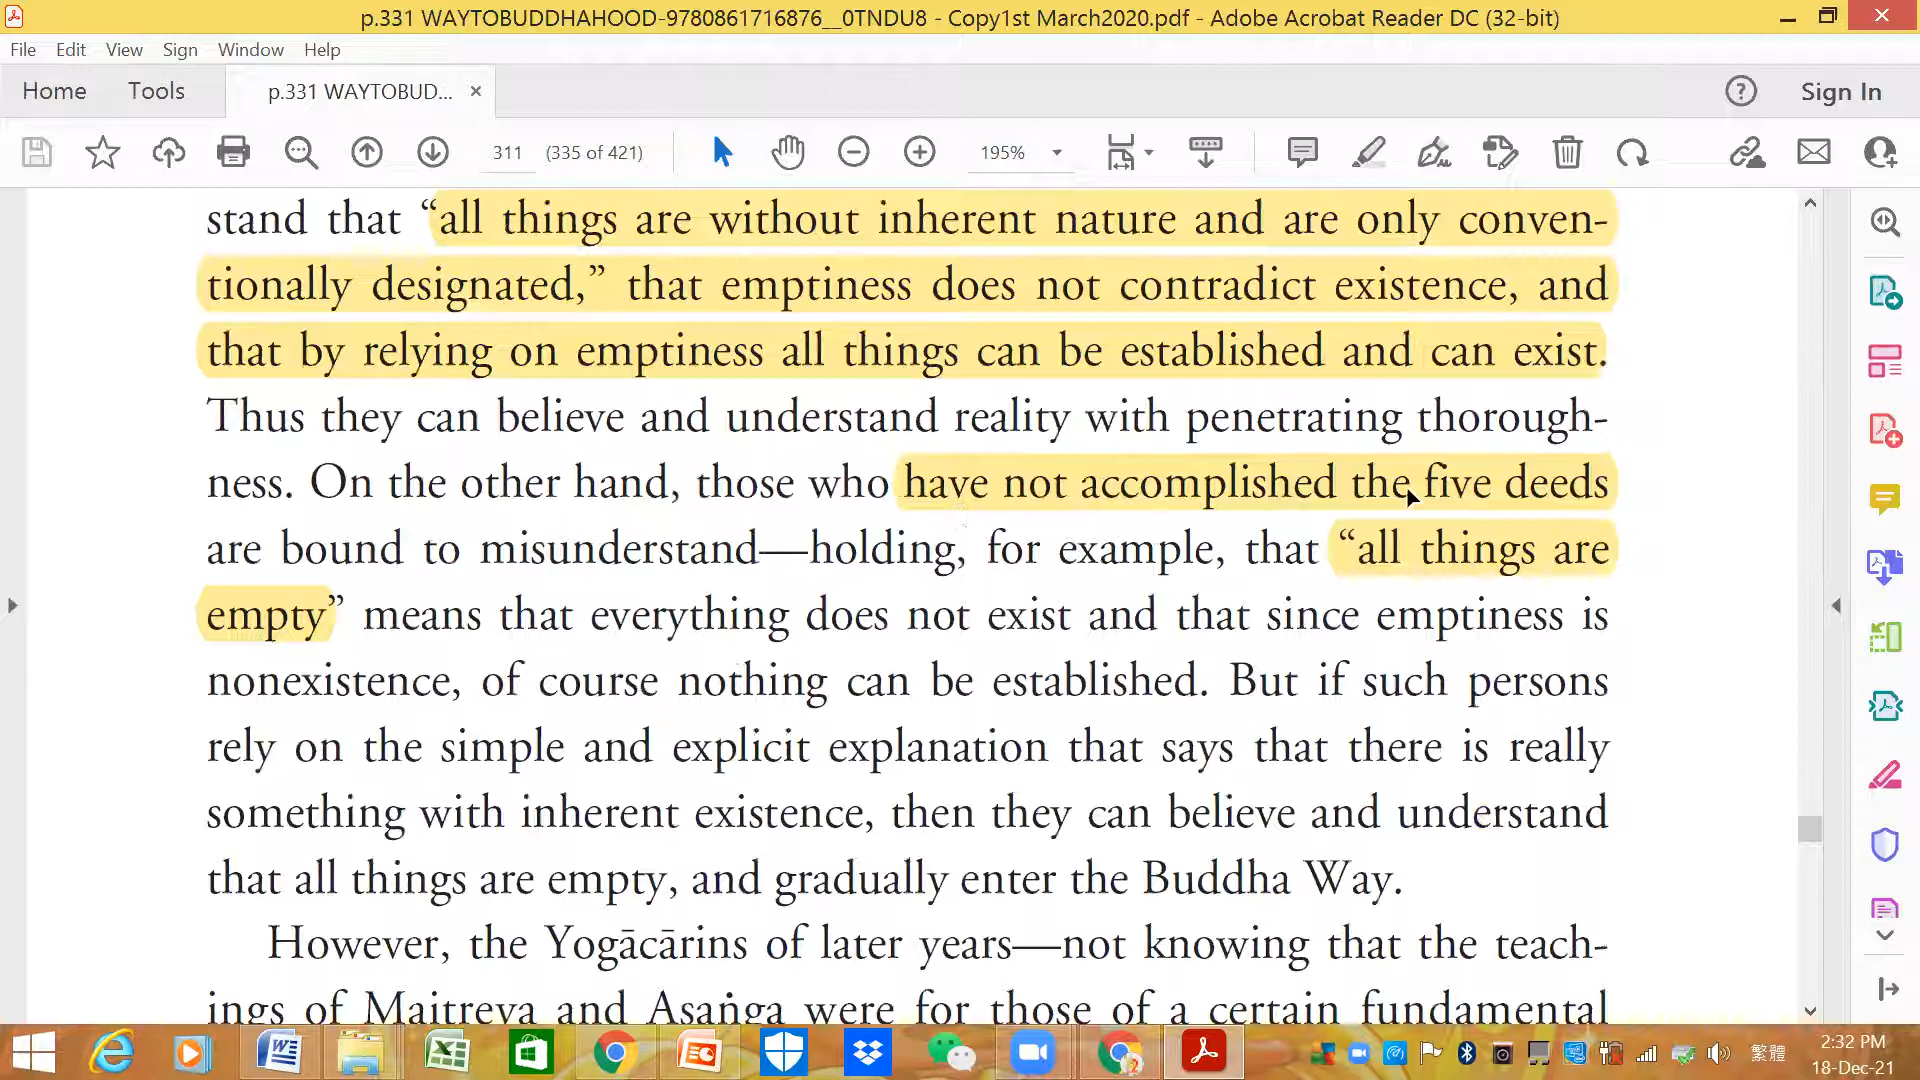 p.331 WAYTOBUDDHAHOOD-9780861716876__0TNDU8 - Copy1st March2020.pdf - Adobe Acrobat Reader DC (32-bit)
File Edit View Sign Window Help
Home Tools p.331 WAYTOBUD... × Sign In
311 (335 of 421) 195%
stand that “all things are without inherent nature and are only conven-
tionally designated,” that emptiness does not contradict existence, and
that by relying on emptiness all things can be established and can exist.
Thus they can believe and understand reality with penetrating thorough-
ness. On the other hand, those who have not accomplished the five deeds
are bound to misunderstand—holding, for example, that “all things are
empty” means that everything does not exist and that since emptiness is
nonexistence, of course nothing can be established. But if such persons
rely on the simple and explicit explanation that says that there is really
something with inherent existence, then they can believe and understand
that all things are empty, and gradually enter the Buddha Way.
However, the Yogācārins of later years—not knowing that the teach-
ings of Maitreya and Asaṅga were for those of a certain fundamental
繁體
2:32 PM
18-Dec-21